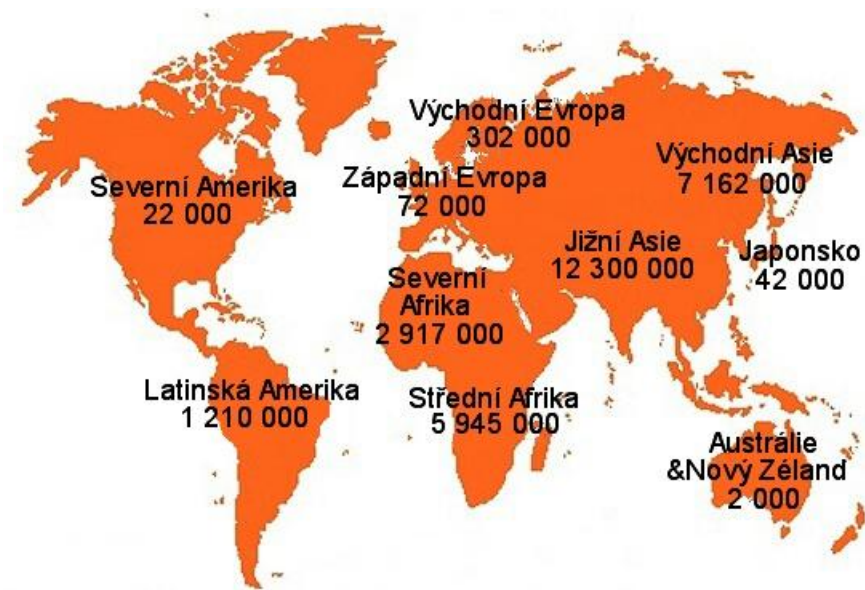 Východní Evropa
302 000
Východní Asie
7 162 000
Severní Amerika
22 000
Západní Evropa
72 000
Jižní Asie
12 300 000
Japonsko
42 000
Severní
Afrika
2 917 000
Latinská Amerika
1 210 000
Střední Afrika
5 945 000
Austrálie
&Nový Zéland
2 000